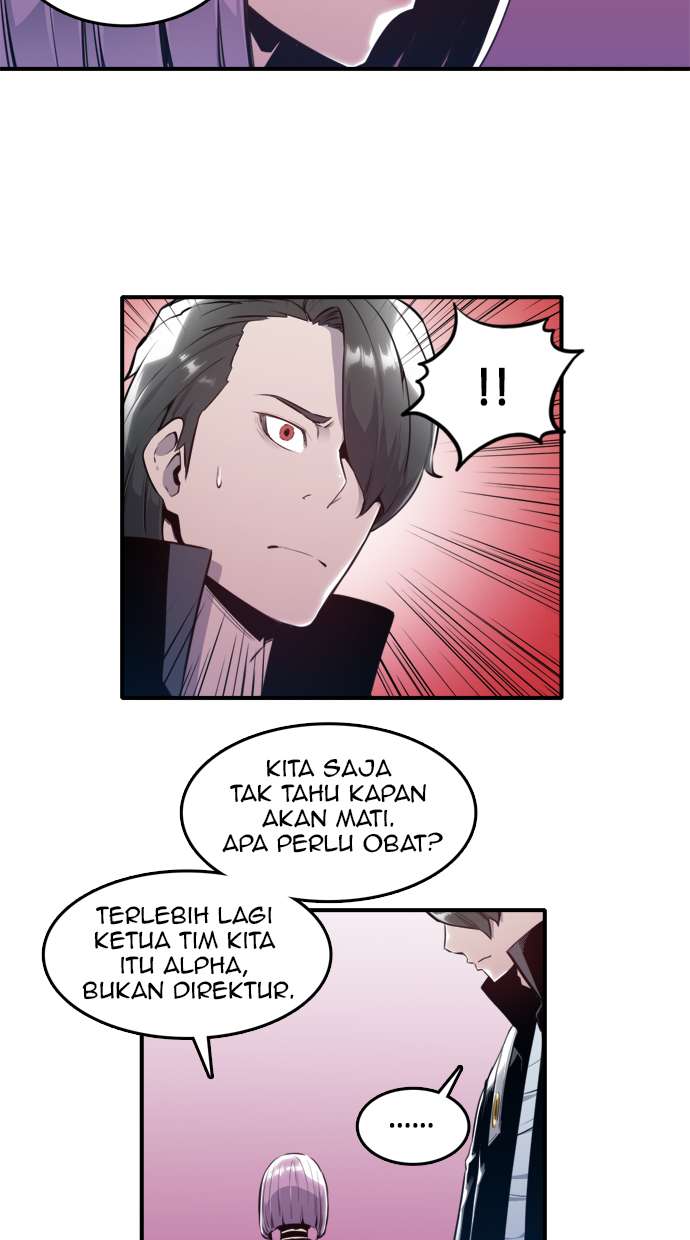 !!
KITA SAJA
TAK TAHU KAPAN
AKAN MATI.
APA PERLU OBAT?
TERLEBIH LAGI
KETUA TIM KITA
ITU ALPHA,
BUKAN DIREKTUR.
......